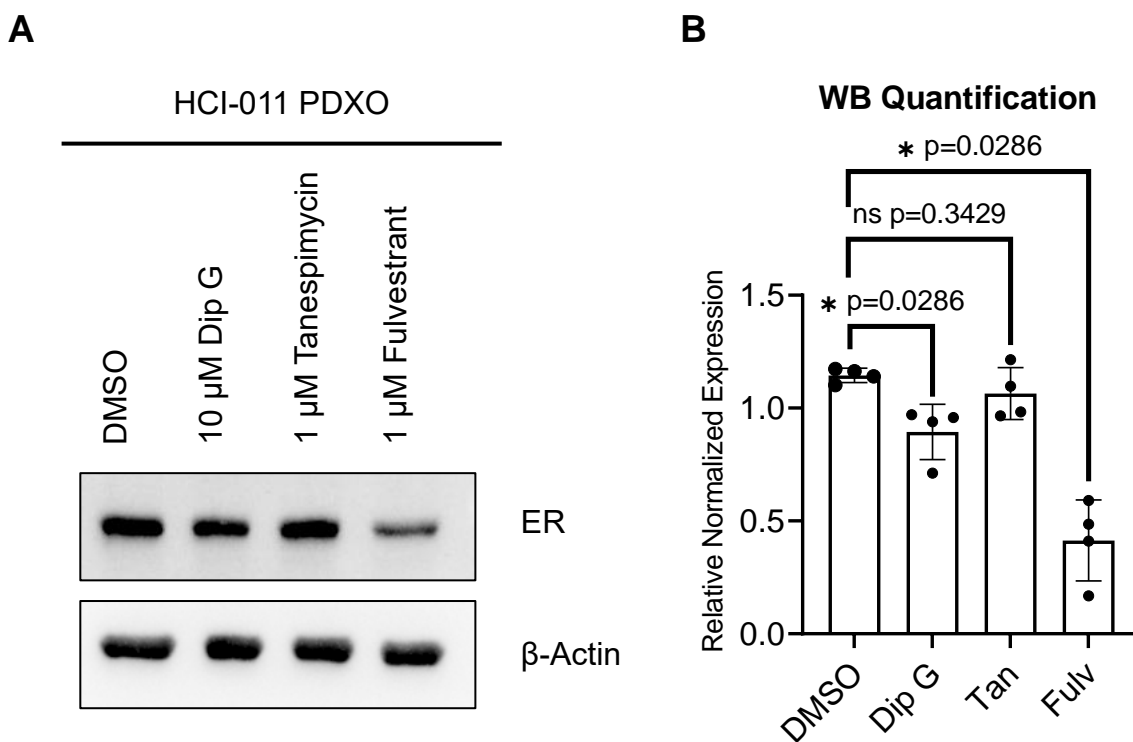 A
HCI-011 PDXO
DMSO
10 µM Dip G
1 µM Tanespimycin
1 µM Fulvestrant
ER
β-Actin
B
WB Quantification
* p=0.0286
ns p=0.3429
* p=0.0286
Relative Normalized Expression
1.5
1.0
0.5
0.0
DMSO
Dip G
Tan
Fulv